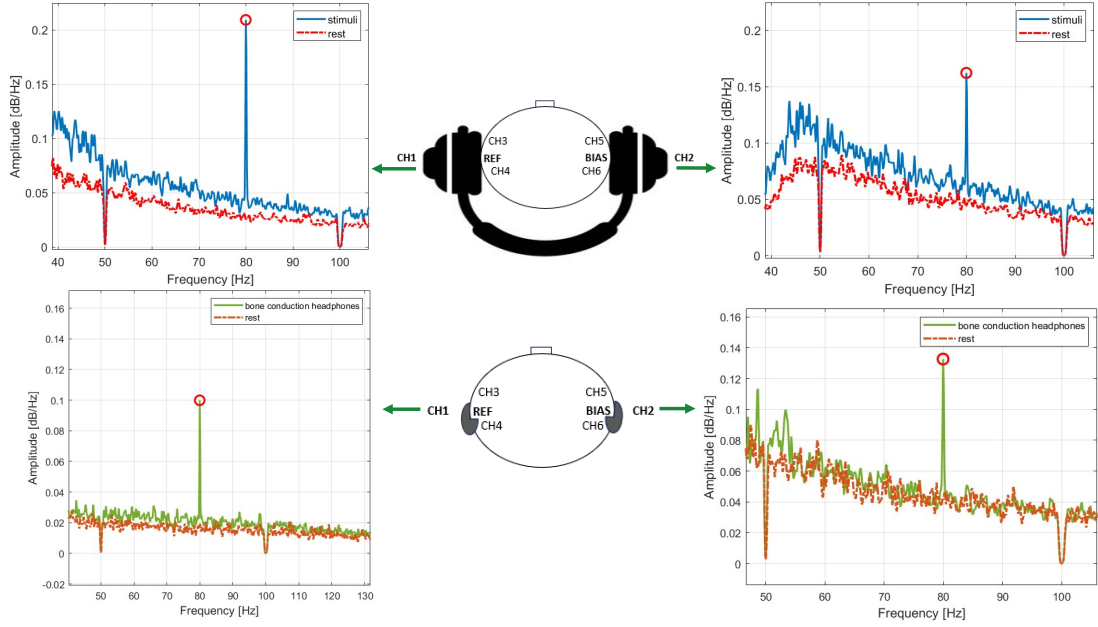 0.2
0.15
0.1
0.05
0
Amplitude [dB/Hz]
stimuli
rest
40 50 60 70 80 90 100
Frequency [Hz]
CH3
CH5
CH1
REF
BIAS
CH2
CH4
CH6
0.2
0.15
0.1
0.05
0
Amplitude [dB/Hz]
stimuli
rest
40 50 60 70 80 90 100
Frequency [Hz]
0.16
0.14
0.12
0.1
0.08
0.06
0.04
0.02
0
-0.02
Amplitude [dB/Hz]
bone conduction headphones
rest
50 60 70 80 90 100 110 120 130
Frequency [Hz]
CH3
CH5
CH1
REF
BIAS
CH2
CH4
CH6
0.16
0.14
0.12
0.1
0.08
0.06
0.04
0.02
0
Amplitude [dB/Hz]
bone conduction headphones
rest
50 60 70 80 90 100
Frequency [Hz]